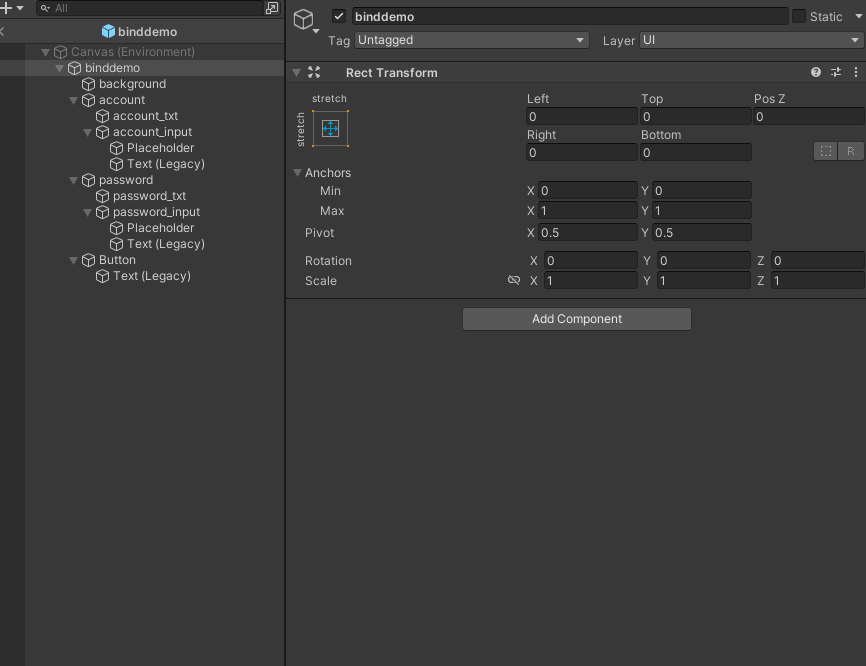 All
binddemo
Canvas (Environment)
binddemo
background
account
account_txt
account_input
Placeholder
Text (Legacy)
password
password_txt
password_input
Placeholder
Text (Legacy)
Button
Text (Legacy)
binddemo Static
Tag Untagged Layer UI
Rect Transform
stretch
stretch
Left Top Pos Z
0 0 0
Right Bottom
0 0 R
Anchors
Min X 0 Y 0
Max X 1 Y 1
Pivot X 0.5 Y 0.5
Rotation X 0 Y 0 Z 0
Scale X 1 Y 1 Z 1
Add Component